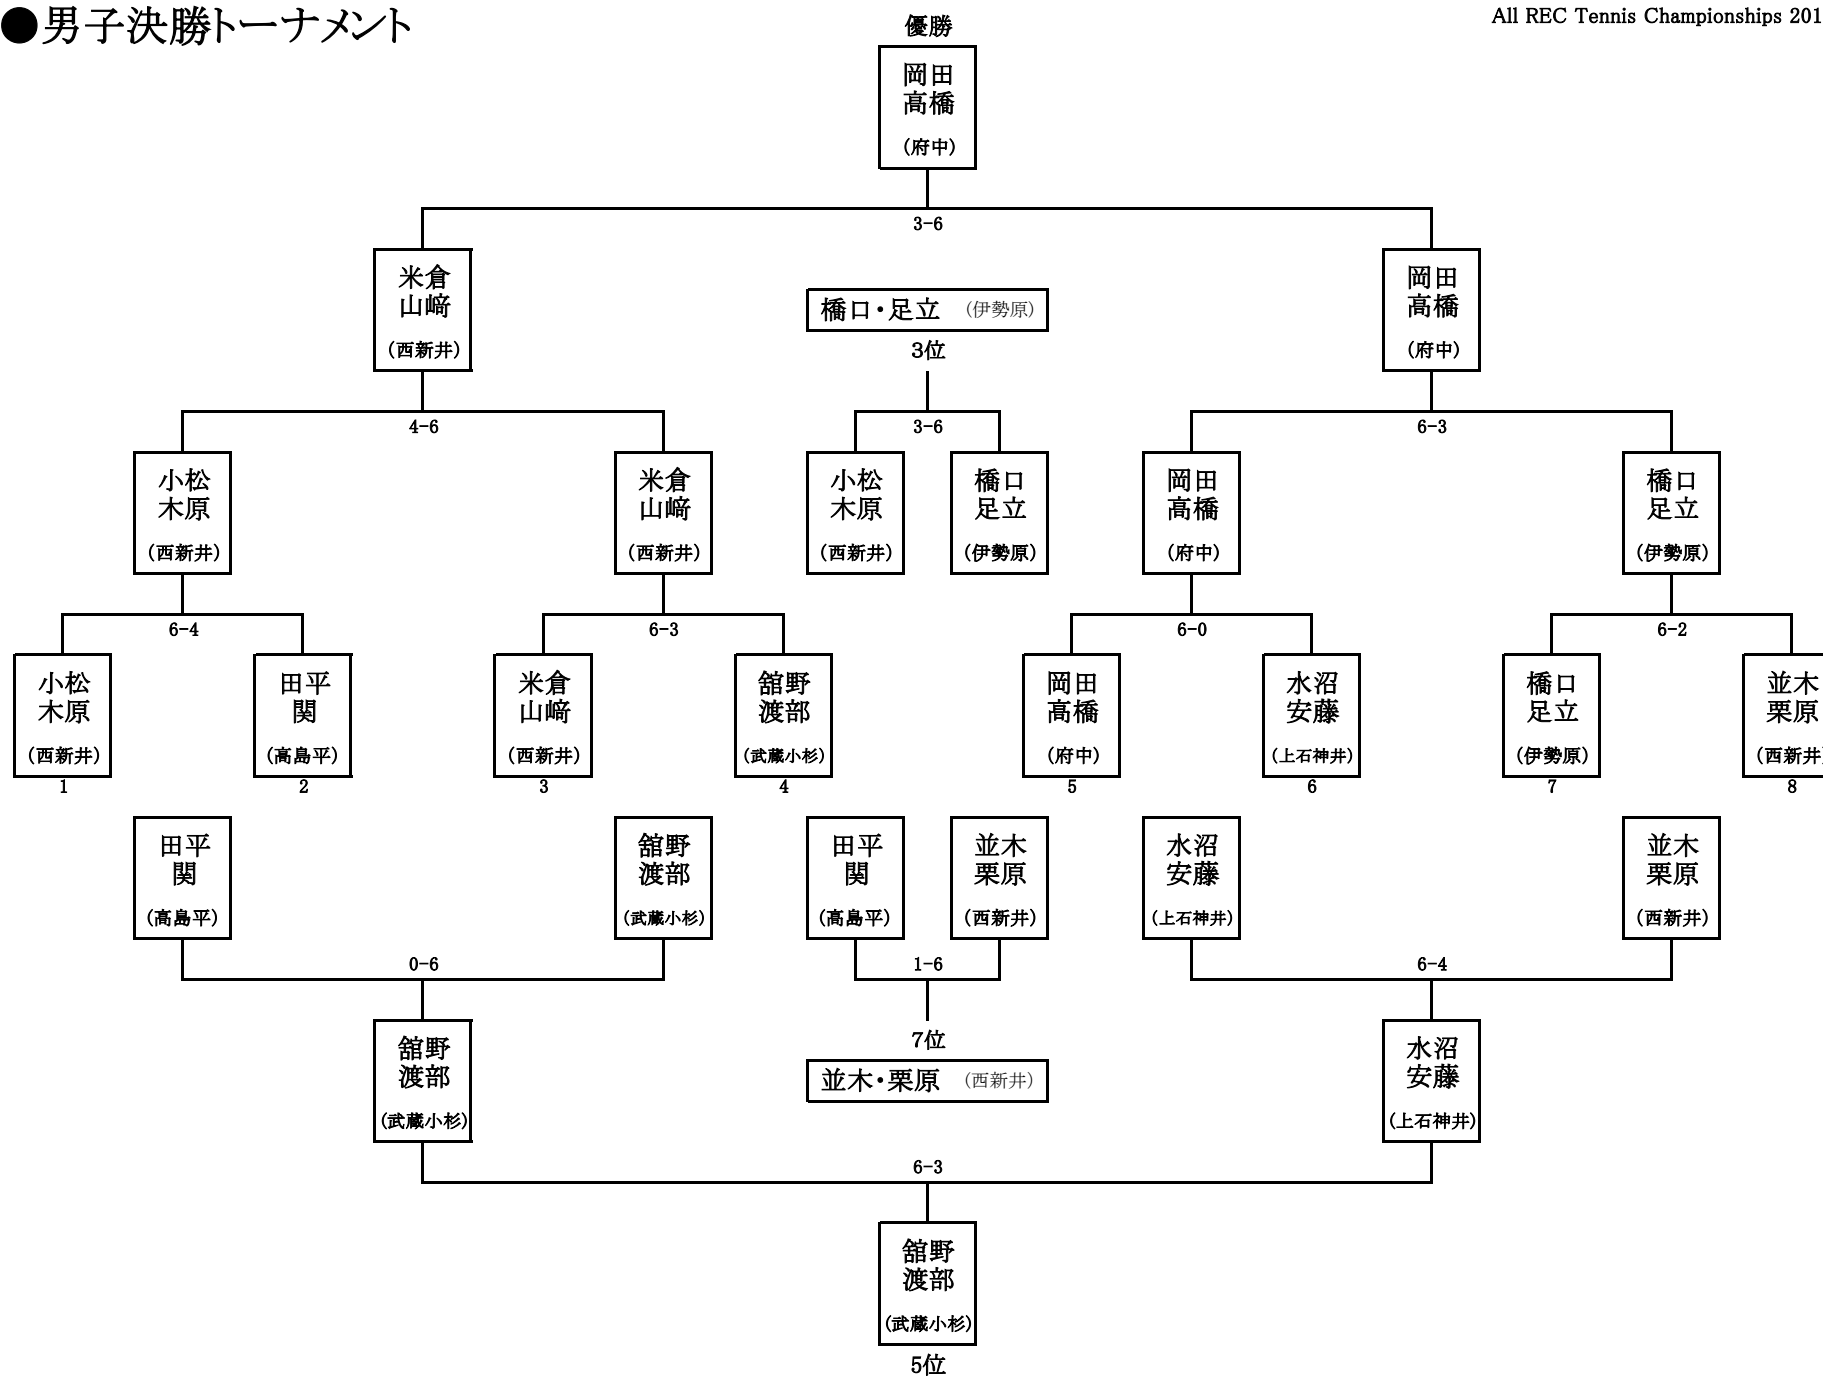 ●男子決勝トーナメント
All REC Tennis Championships 201
優勝
岡田
高橋
（府中）
3-6
米倉
山﨑
（西新井）
橋口・足立 （伊勢原）
3位
岡田
高橋
（府中）
4-6
3-6
6-3
小松
木原
（西新井）
米倉
山﨑
（西新井）
小松
木原
（西新井）
橋口
足立
（伊勢原）
岡田
高橋
（府中）
橋口
足立
（伊勢原）
6-4
6-3
6-0
6-2
小松
木原
（西新井）
1
田平
関
（高島平）
2
米倉
山﨑
（西新井）
3
舘野
渡部
（武蔵小杉）
4
岡田
高橋
（府中）
5
水沼
安藤
（上石神井）
6
橋口
足立
（伊勢原）
7
並木
栗原
（西新井）
8
田平
関
（高島平）
舘野
渡部
（武蔵小杉）
田平
関
（高島平）
並木
栗原
（西新井）
水沼
安藤
（上石神井）
並木
栗原
（西新井）
0-6
1-6
6-4
舘野
渡部
（武蔵小杉）
7位
並木・栗原 （西新井）
水沼
安藤
（上石神井）
6-3
舘野
渡部
（武蔵小杉）
5位